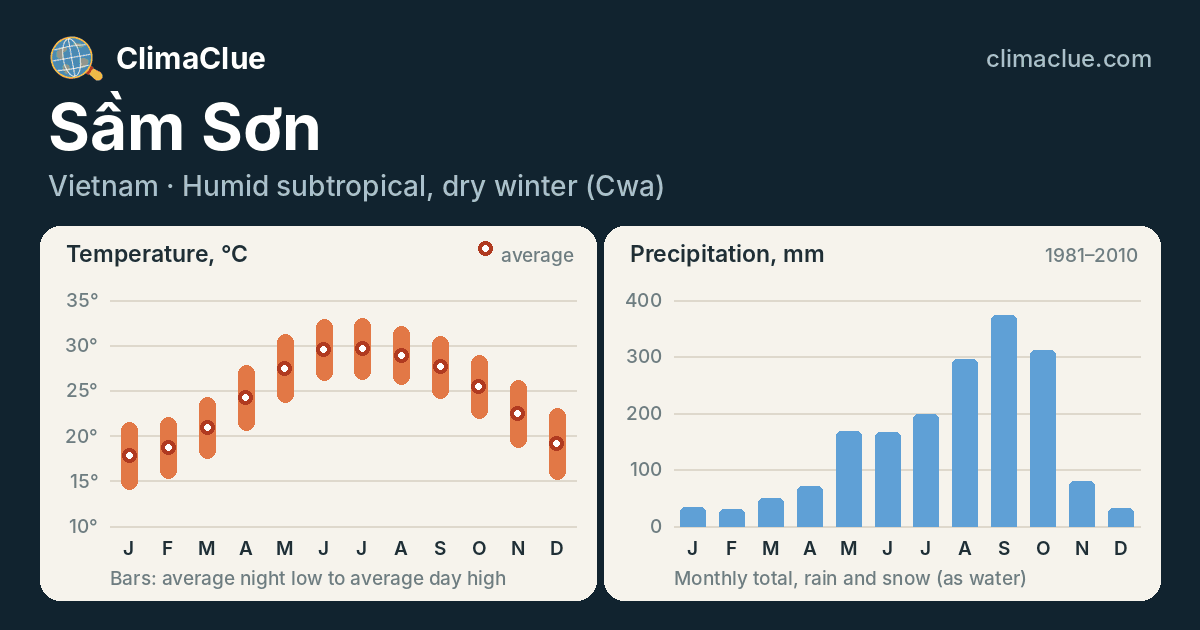 ClimaClue
climaclue.com
Sầm Sơn
Vietnam · Humid subtropical, dry winter (Cwa)
Temperature, °C
average
35°
30°
25°
20°
15°
10°
J F M A M J J A S O N D
Bars: average night low to average day high
Precipitation, mm
1981–2010
400
300
200
100
0
J F M A M J J A S O N D
Monthly total, rain and snow (as water)